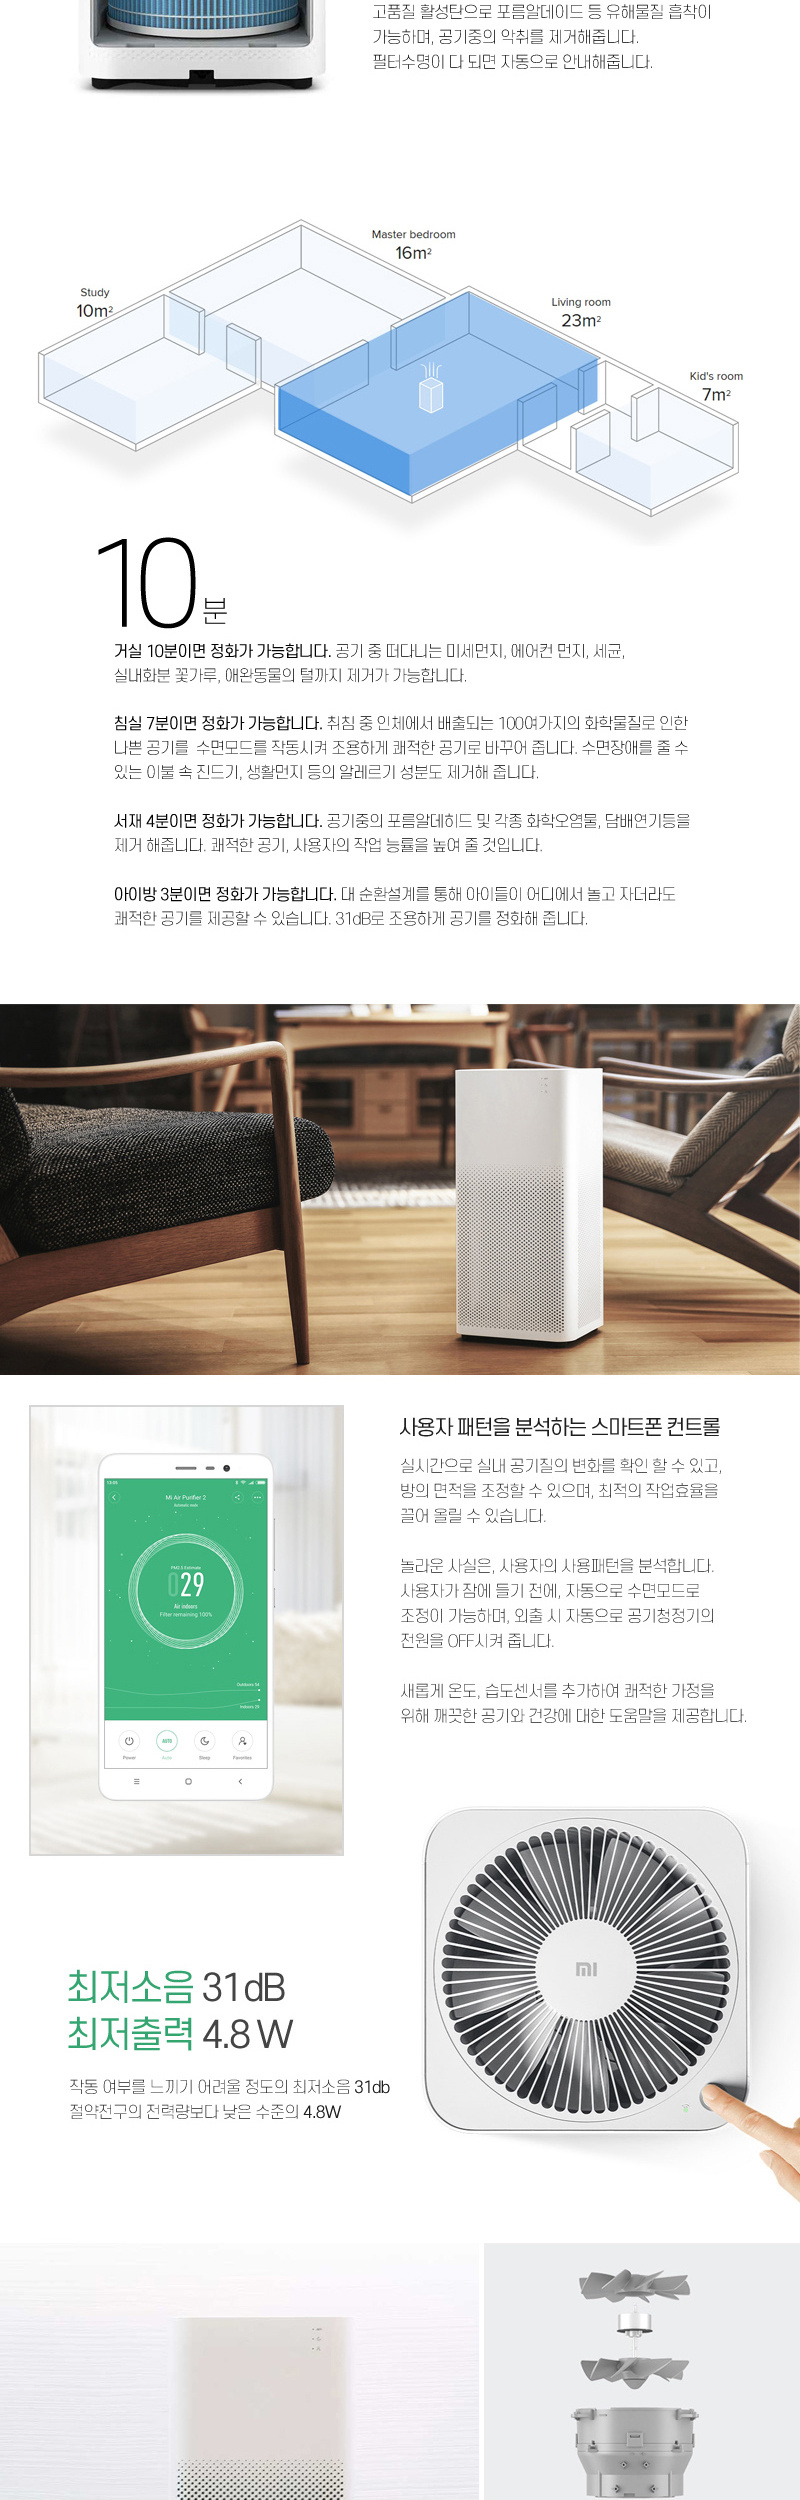 고품질 활성탄으로 포름알데이드 등 유해물질 흡착이
가능하며, 공기중의 악취를 제거해줍니다.
필터수명이 다 되면 자동으로 안내해줍니다.
Master bedroom
16m²
Study
10m²
Living room
23m²
Kid's room
7m²
10분
거실 10분이면 정화가 가능합니다. 공기 중 떠다니는 미세먼지, 에어컨 먼지, 세균,
실내화분 꽃가루, 애완동물의 털까지 제거가 가능합니다.
침실 7분이면 정화가 가능합니다. 취침 중 인체에서 배출되는 100여가지의 화학물질로 인한
나쁜 공기를 수면모드를 작동시켜 조용하게 쾌적한 공기로 바꾸어 줍니다. 수면장애를 줄 수
있는 이불 속 진드기, 생활먼지 등의 알레르기 성분도 제거해 줍니다.
서재 4분이면 정화가 가능합니다. 공기중의 포름알데히드 및 각종 화학오염물, 담배연기등을
제거 해줍니다. 쾌적한 공기, 사용자의 작업 능률을 높여 줄 것입니다.
아이방 3분이면 정화가 가능합니다. 대 순환설계를 통해 아이들이 어디에서 놀고 자더라도
쾌적한 공기를 제공할 수 있습니다. 31dB로 조용하게 공기를 정화해 줍니다.
사용자 패턴을 분석하는 스마트폰 컨트롤
실시간으로 실내 공기질의 변화를 확인 할 수 있고,
방의 면적을 조정할 수 있으며, 최적의 작업효율을
끌어 올릴 수 있습니다.
놀라운 사실은, 사용자의 사용패턴을 분석합니다.
사용자가 잠에 들기 전에, 자동으로 수면모드로
조정이 가능하며, 외출 시 자동으로 공기청정기의
전원을 OFF시켜 줍니다.
새롭게 온도, 습도센서를 추가하여 쾌적한 가정을
위해 깨끗한 공기와 건강에 대한 도움말을 제공합니다.
Mi Air Purifier 2
Automatic mode
PM2.5 Estimate
029
Air indoors
Filter remaining 100%
Outdoors 54
Indoors 29
AUTO
Power
Auto
Sleep
Favorites
MI
최저소음 31dB
최저출력 4.8 W
작동 여부를 느끼기 어려울 정도의 최저소음 31db
절약전구의 전력량보다 낮은 수준의 4.8W